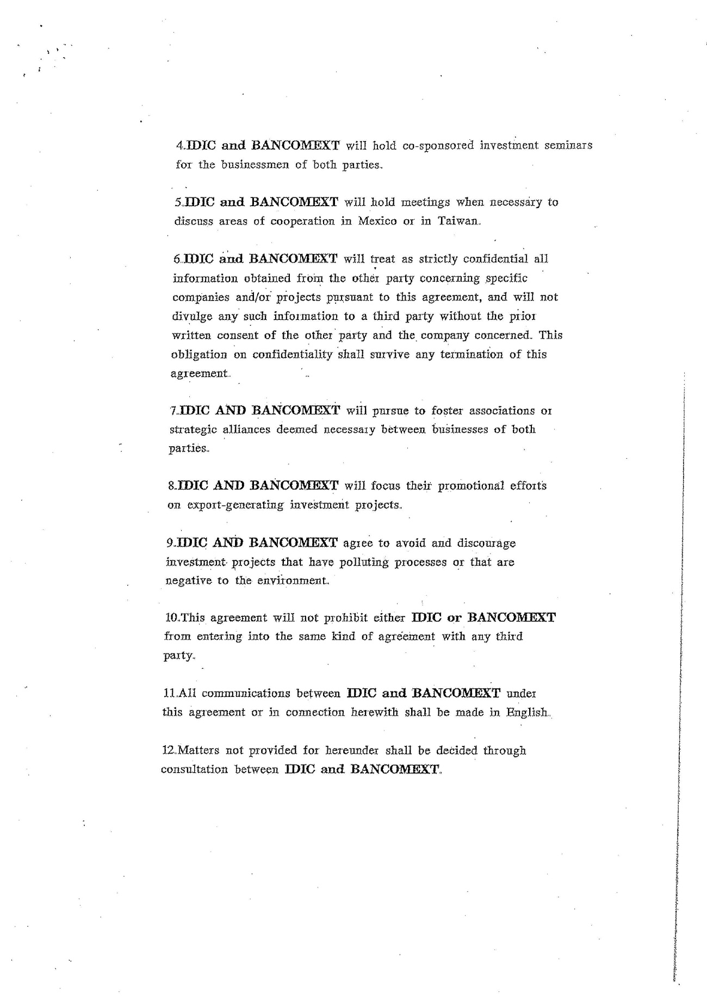 4.IDIC and BANCOMEXT will hold co-sponsored investment seminars
for the businessmen of both parties.
5.IDIC and BANCOMEXT will hold meetings when necessary to
discuss areas of cooperation in Mexico or in Taiwan.
6.IDIC and BANCOMEXT will treat as strictly confidential all
information obtained from the other party concerning specific
companies and/or projects pursuant to this agreement, and will not
divulge any such information to a third party without the prior
written consent of the other party and the company concerned. This
obligation on confidentiality shall survive any termination of this
agreement.
7.IDIC AND BANCOMEXT will pursue to foster associations or
strategic alliances deemed necessary between businesses of both
parties.
8.IDIC AND BANCOMEXT will focus their promotional efforts
on export-generating investment projects.
9.IDIC AND BANCOMEXT agree to avoid and discourage
investment projects that have polluting processes or that are
negative to the environment.
10.This agreement will not prohibit either IDIC or BANCOMEXT
from entering into the same kind of agreement with any third
party.
11.All communications between IDIC and BANCOMEXT under
this agreement or in connection herewith shall be made in English.
12.Matters not provided for hereunder shall be decided through
consultation between IDIC and BANCOMEXT.